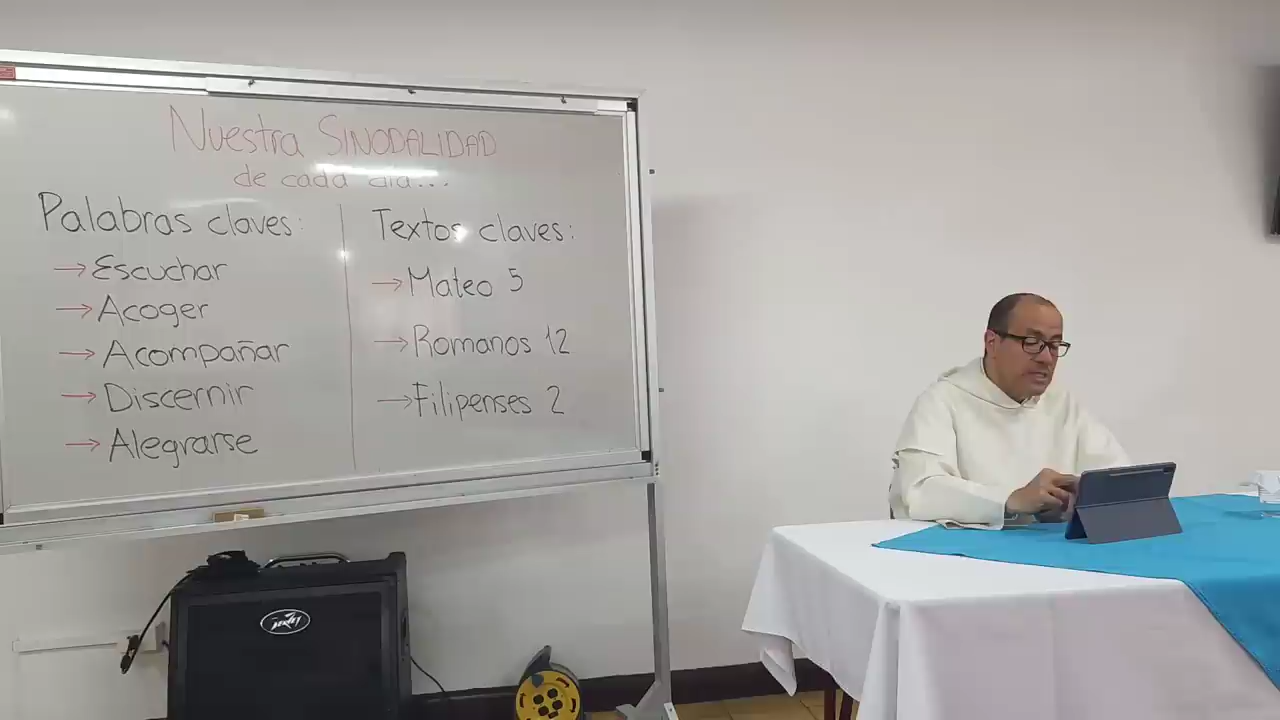 Nuestra SINODALIDAD
de cada día...
Palabras claves:
→Escuchar
→Acoger
→Acompañar
→Discernir
→Alegrarse
Textos claves:
→Mateo 5
→Romanos 12
→Filipenses 2
PEAVEY